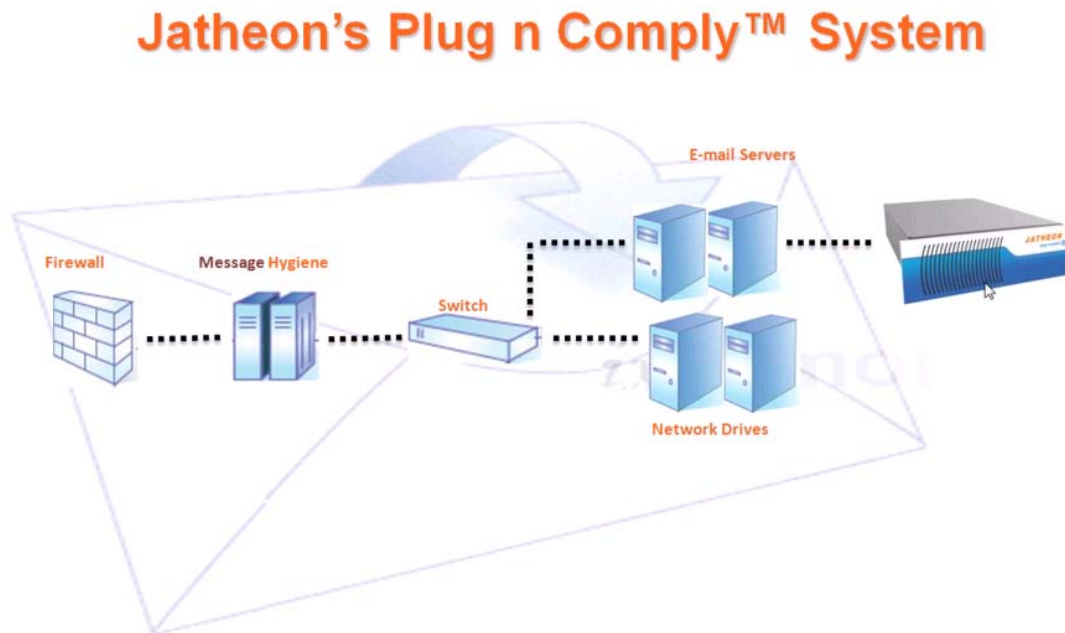 Jatheon's Plug n Comply™ System
E-mail Servers
JATHEON
Firewall
Message Hygiene
Switch
Network Drives